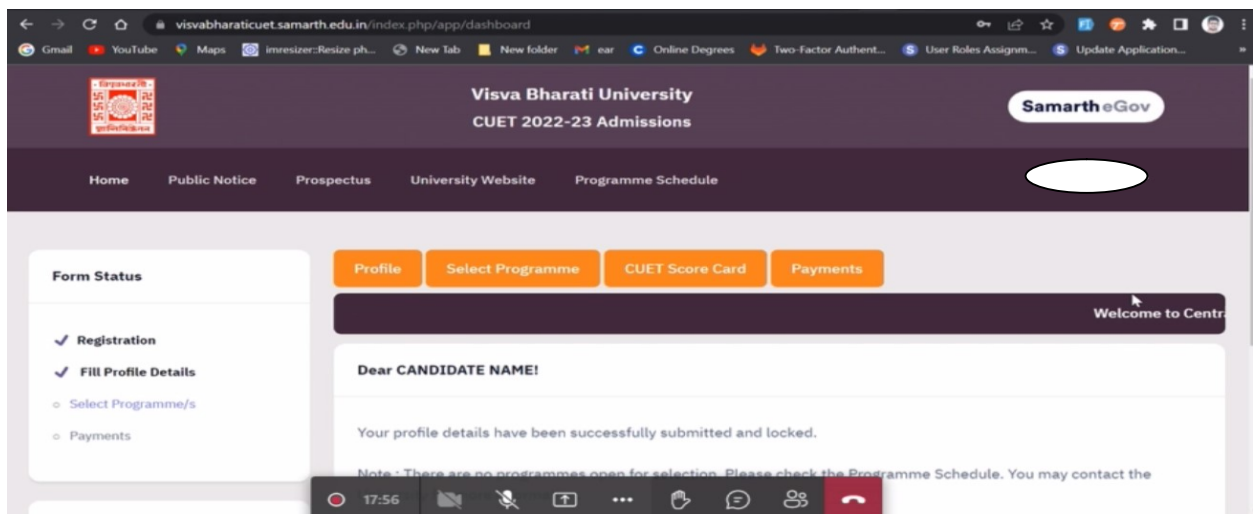 visvabharaticuet.samarth.edu.in/index.php/app/dashboard
Gmail YouTube Maps imresizer::Resize ph... New Tab New folder ear Online Degrees Two-Factor Authent... User Roles Assignm... Update Application... »
Visva Bharati University
CUET 2022-23 Admissions
Samarth eGov
Home Public Notice Prospectus University Website Programme Schedule
Form Status
Profile Select Programme CUET Score Card Payments
Welcome to Centr
Registration
Fill Profile Details
Select Programme/s
Payments
Dear CANDIDATE NAME!
Your profile details have been successfully submitted and locked.
Note : There are no programmes open for selection. Please check the Programme Schedule. You may contact the
17:56